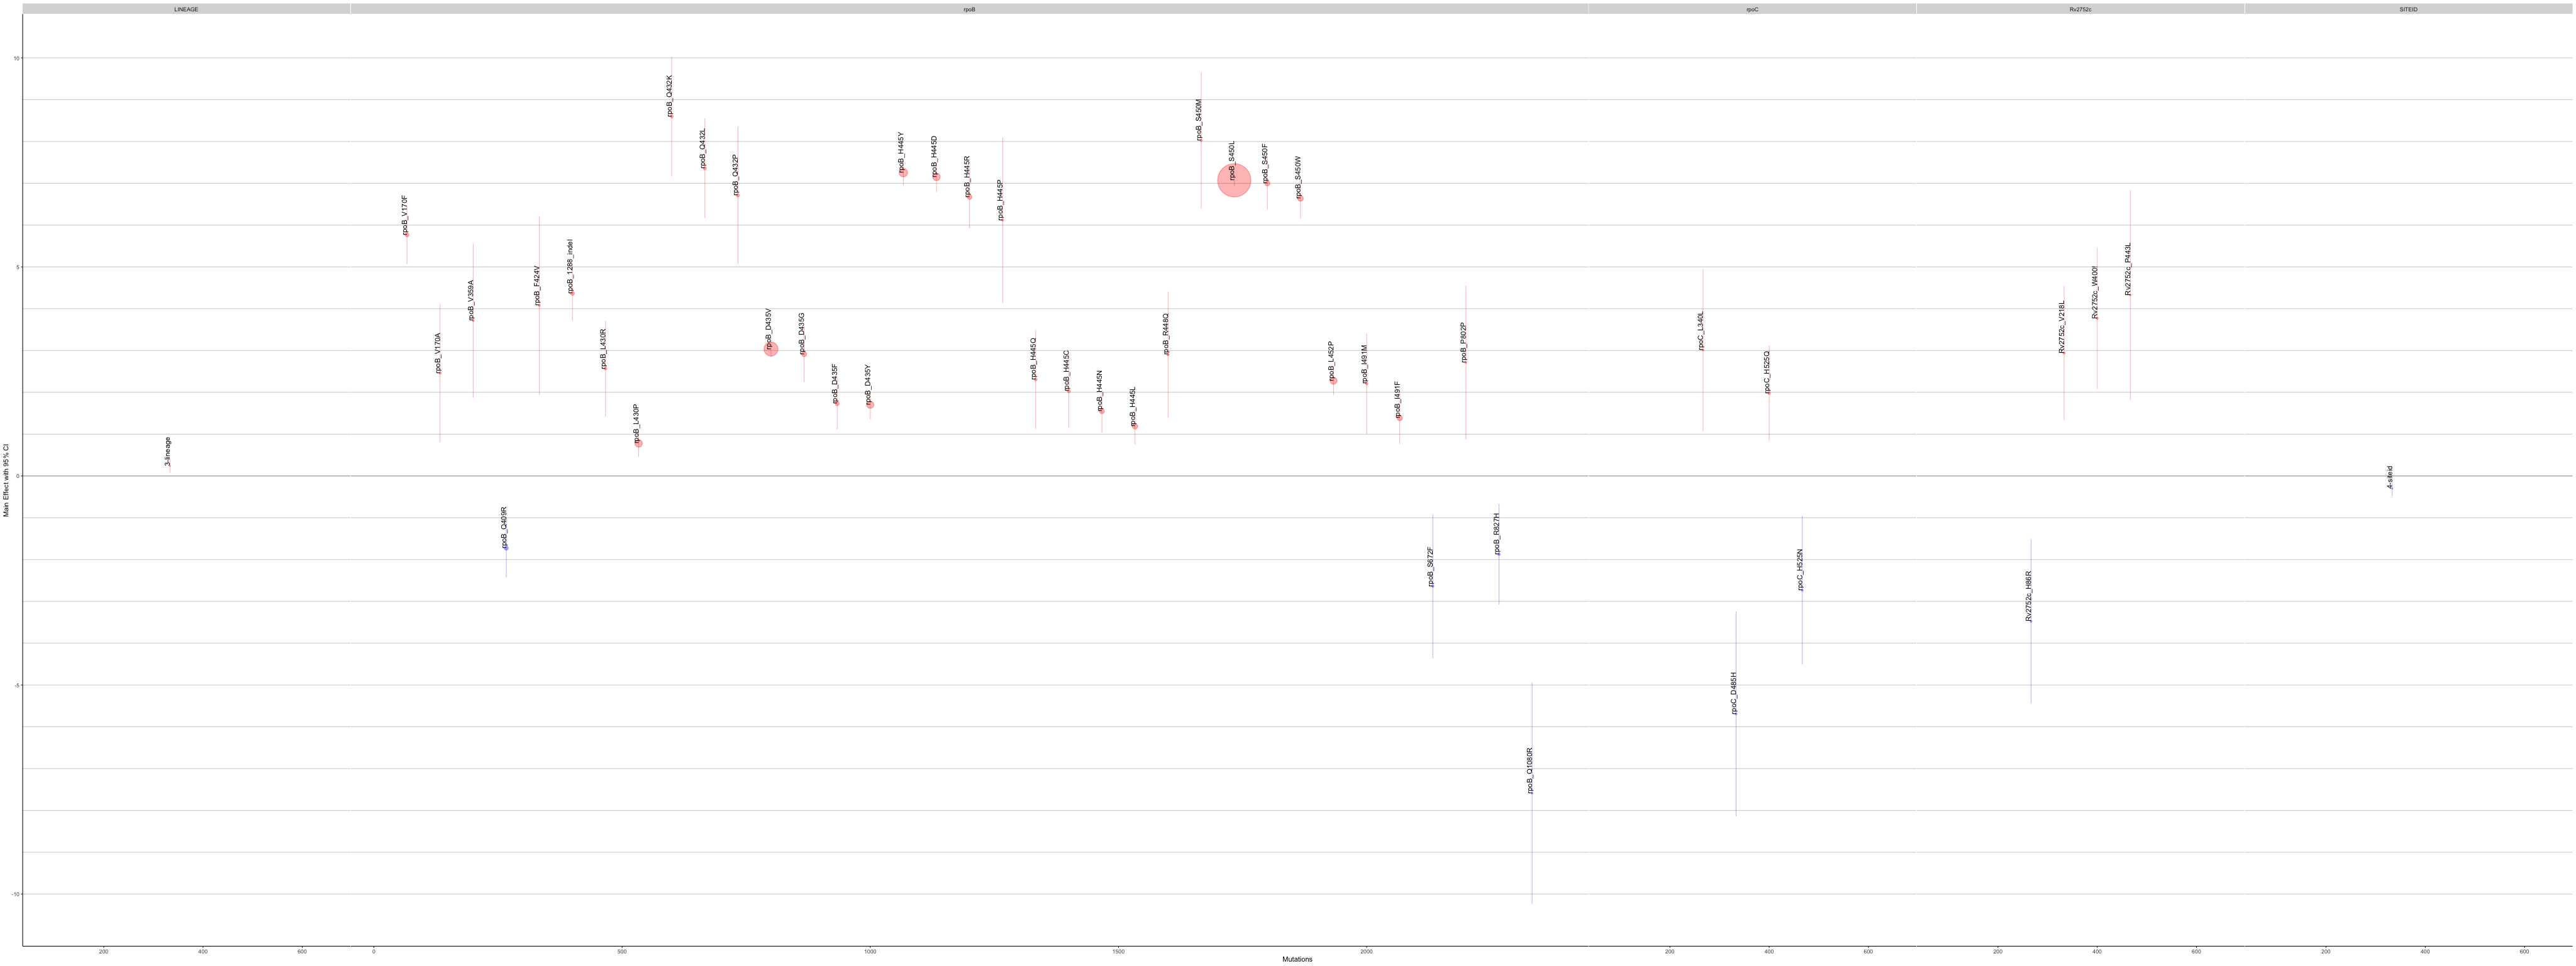 LINEAGE
rpoB
rpoC
Rv2752c
SITEID
Main Effect with 95% CI
10
5
0
-5
-10
3-lineage
rpoB_V170F
rpoB_V170A
rpoB_V359A
rpoB_Q409R
rpoB_F424V
rpoB_1288_indel
rpoB_L430R
rpoB_L430P
rpoB_Q432K
rpoB_Q432L
rpoB_Q432P
rpoB_D435V
rpoB_D435G
rpoB_D435F
rpoB_D435Y
rpoB_H445Y
rpoB_H445D
rpoB_H445R
rpoB_H445P
rpoB_H445Q
rpoB_H445C
rpoB_H445N
rpoB_H445L
rpoB_R448Q
rpoB_S450M
rpoB_S450L
rpoB_S450F
rpoB_S450W
rpoB_L452P
rpoB_I491M
rpoB_I491F
rpoB_S672F
rpoB_P802P
rpoB_R827H
rpoB_Q1080R
rpoC_L340L
rpoC_D485H
rpoC_H525Q
rpoC_H525N
Rv2752c_H86R
Rv2752c_V218L
Rv2752c_W400!
Rv2752c_P443L
4-siteid
200 400 600 0 500 1000 1500 2000 200 400 600 200 400 600 200 400 600
Mutations